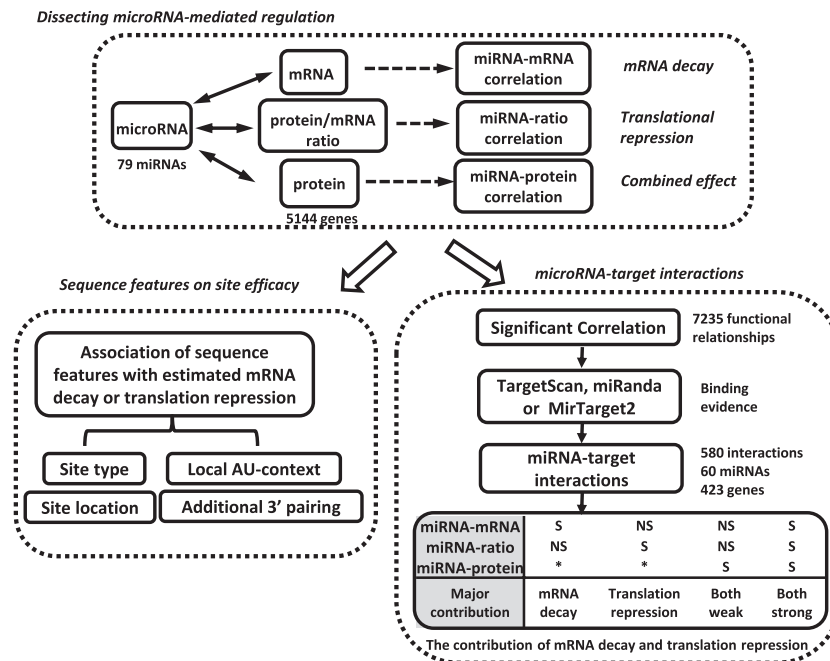 Dissecting microRNA-mediated regulation
mRNA
miRNA-mRNA
correlation
mRNA decay
microRNA
79 miRNAs
protein/mRNA
ratio
miRNA-ratio
correlation
Translational
repression
protein
5144 genes
miRNA-protein
correlation
Combined effect
Sequence features on site efficacy
Association of sequence
features with estimated mRNA
decay or translation repression
Site type
Local AU-context
Site location
Additional 3' pairing
microRNA-target interactions
Significant Correlation
7235 functional
relationships
TargetScan, miRanda
or MirTarget2
Binding
evidence
miRNA-target
interactions
580 interactions
60 miRNAs
423 genes
miRNA-mRNA S NS NS S
miRNA-ratio NS S NS S
miRNA-protein * * S S
Major
contribution
mRNA
decay
Translation
repression
Both
weak
Both
strong
The contribution of mRNA decay and translation repression